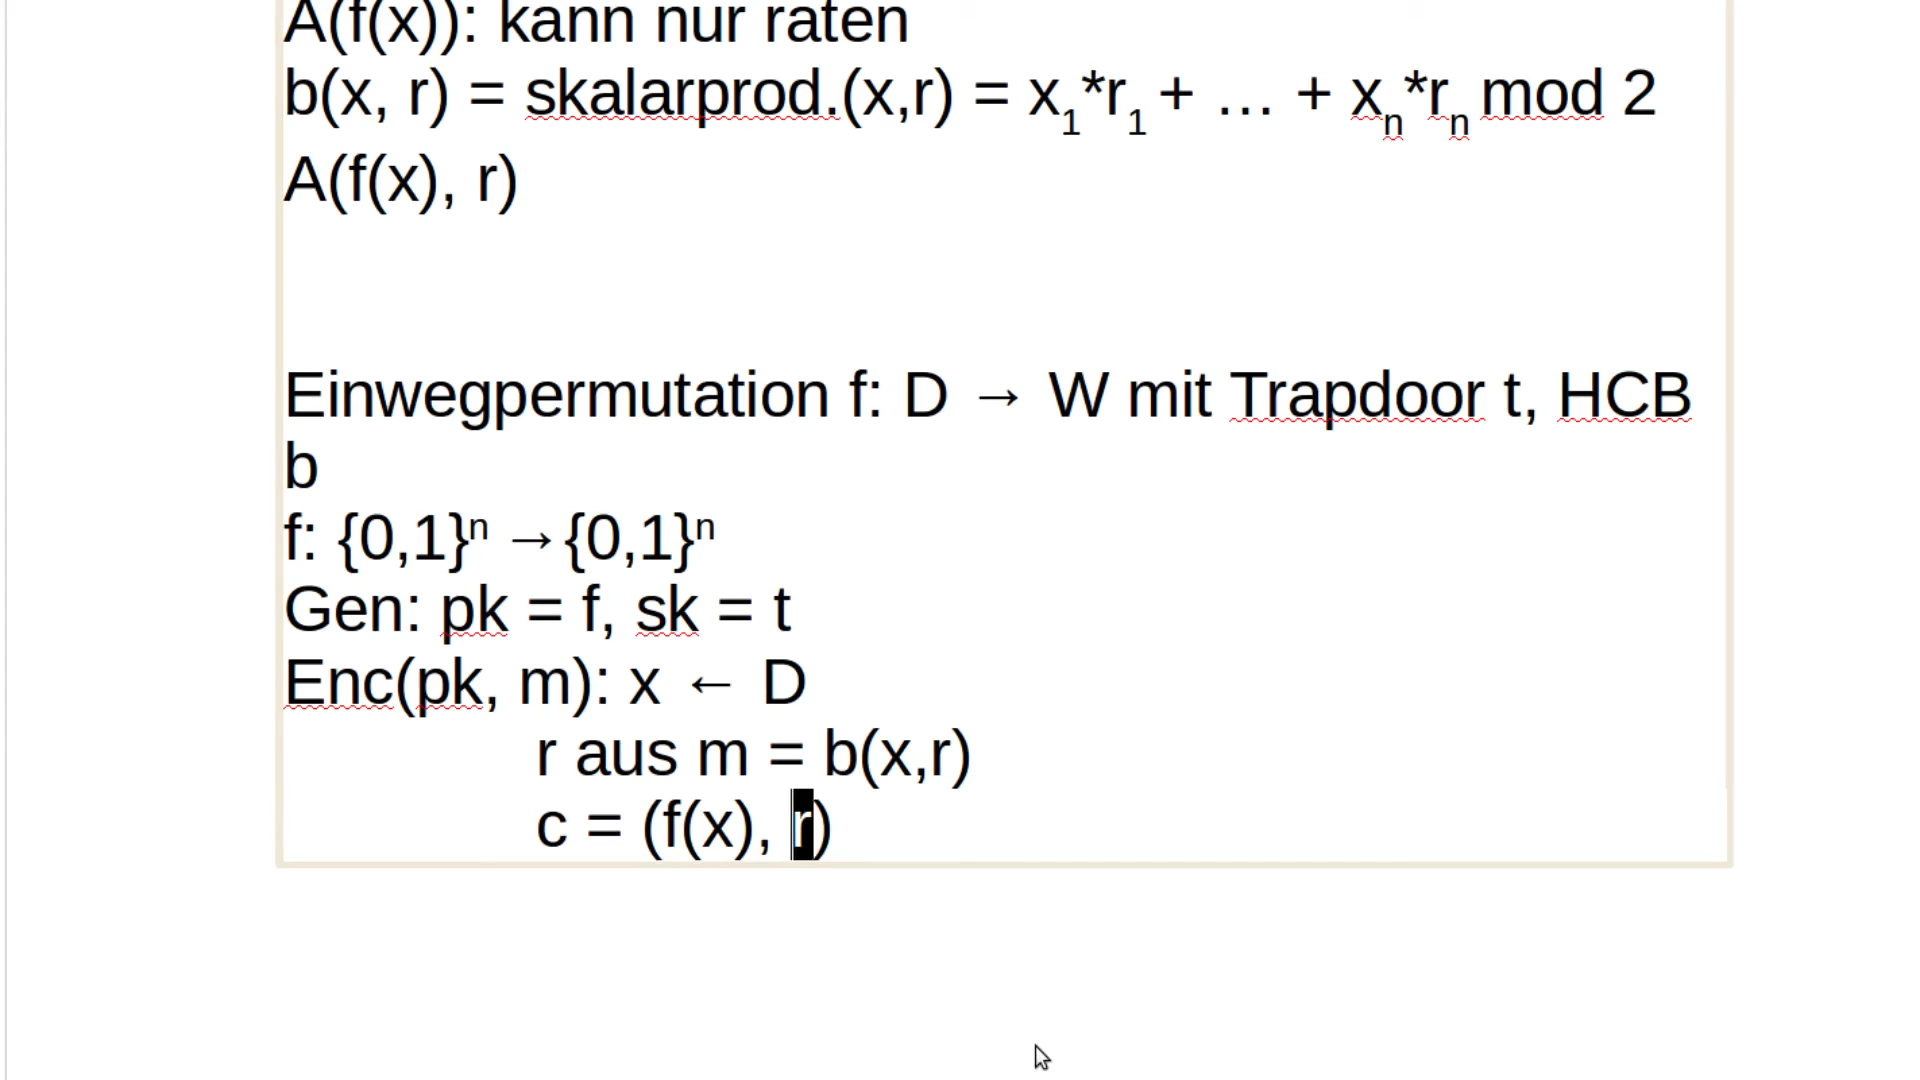 A(f(x)): kann nur raten
b(x, r) = skalarprod.(x,r) = x₁*r₁ + … + xₙ*rₙ mod 2
A(f(x), r)
Einwegpermutation f: D → W mit Trapdoor t, HCB
b
f: {0,1}ⁿ →{0,1}ⁿ
Gen: pk = f, sk = t
Enc(pk, m): x ← D
r aus m = b(x,r)
c = (f(x), r)